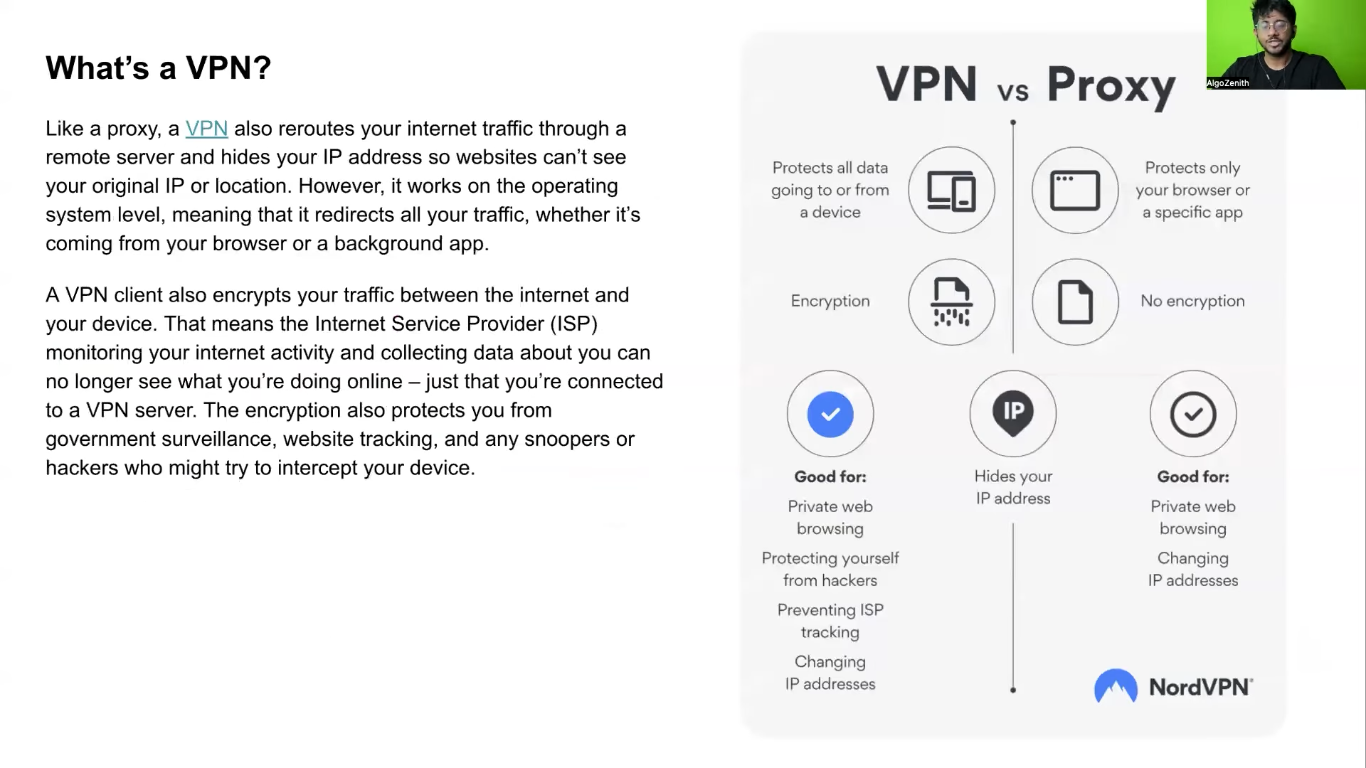 What’s a VPN?
Like a proxy, a VPN also reroutes your internet traffic through a
remote server and hides your IP address so websites can’t see
your original IP or location. However, it works on the operating
system level, meaning that it redirects all your traffic, whether it’s
coming from your browser or a background app.
A VPN client also encrypts your traffic between the internet and
your device. That means the Internet Service Provider (ISP)
monitoring your internet activity and collecting data about you can
no longer see what you’re doing online – just that you’re connected
to a VPN server. The encryption also protects you from
government surveillance, website tracking, and any snoopers or
hackers who might try to intercept your device.
VPN vs Proxy
Protects all data
going to or from
a device
Protects only
your browser or
a specific app
Encryption
No encryption
IP
Good for:
Private web
browsing
Protecting yourself
from hackers
Preventing ISP
tracking
Changing
IP addresses
Hides your
IP address
Good for:
Private web
browsing
Changing
IP addresses
NordVPN®
AlgoZenith